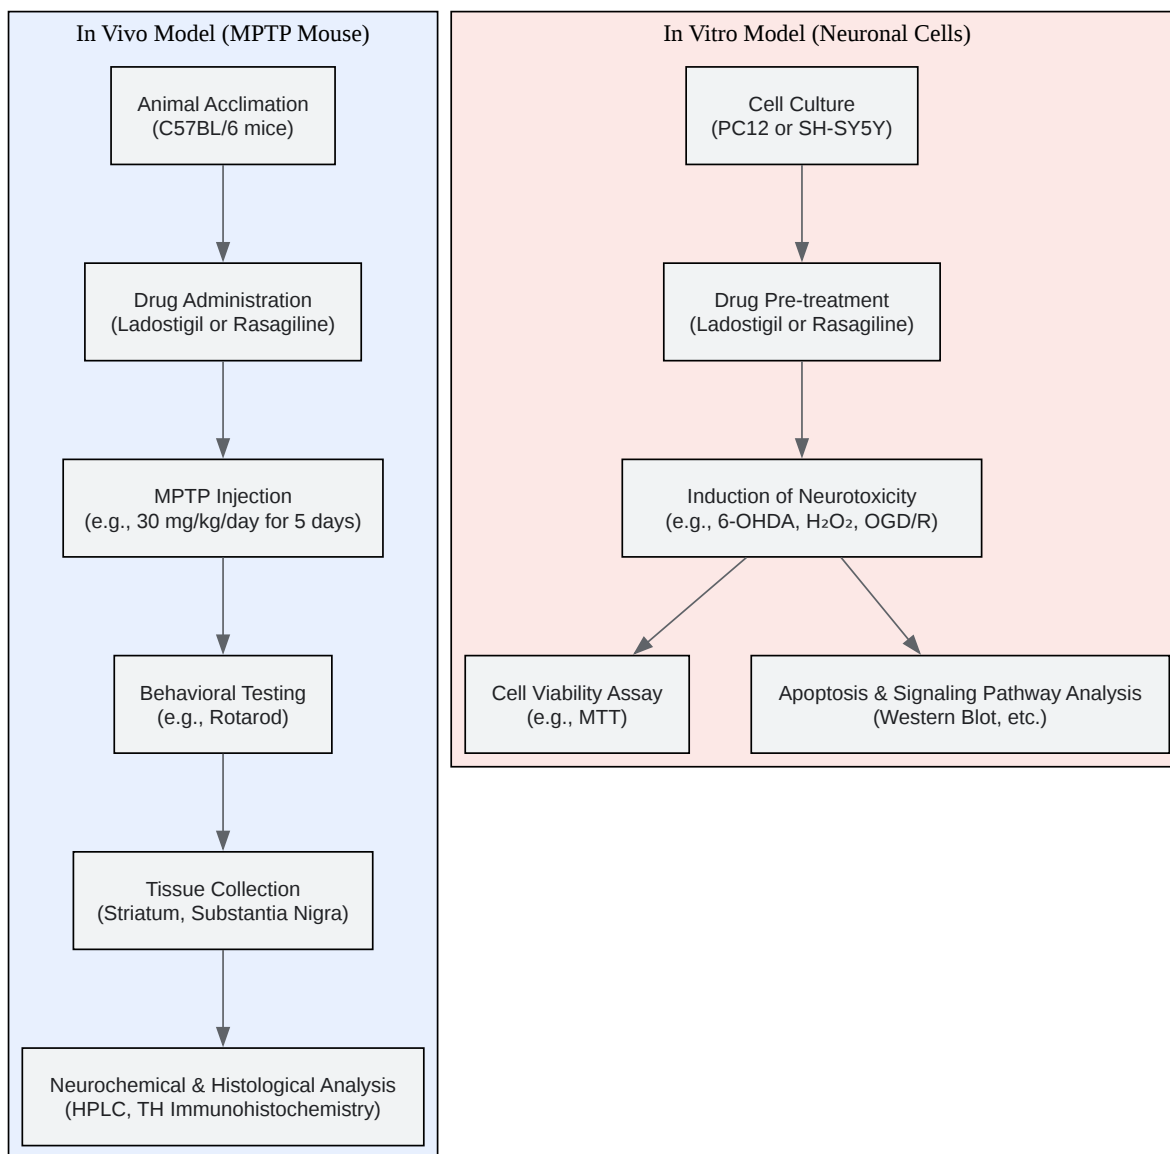 In Vivo Model (MPTP Mouse)
Animal Acclimation
(C57BL/6 mice)
Drug Administration
(Ladostigil or Rasagiline)
MPTP Injection
(e.g., 30 mg/kg/day for 5 days)
Behavioral Testing
(e.g., Rotarod)
Tissue Collection
(Striatum, Substantia Nigra)
Neurochemical & Histological Analysis
(HPLC, TH Immunohistochemistry)
In Vitro Model (Neuronal Cells)
Cell Culture
(PC12 or SH-SY5Y)
Drug Pre-treatment
(Ladostigil or Rasagiline)
Induction of Neurotoxicity
(e.g., 6-OHDA, H₂O₂, OGD/R)
Cell Viability Assay
(e.g., MTT)
Apoptosis & Signaling Pathway Analysis
(Western Blot, etc.)